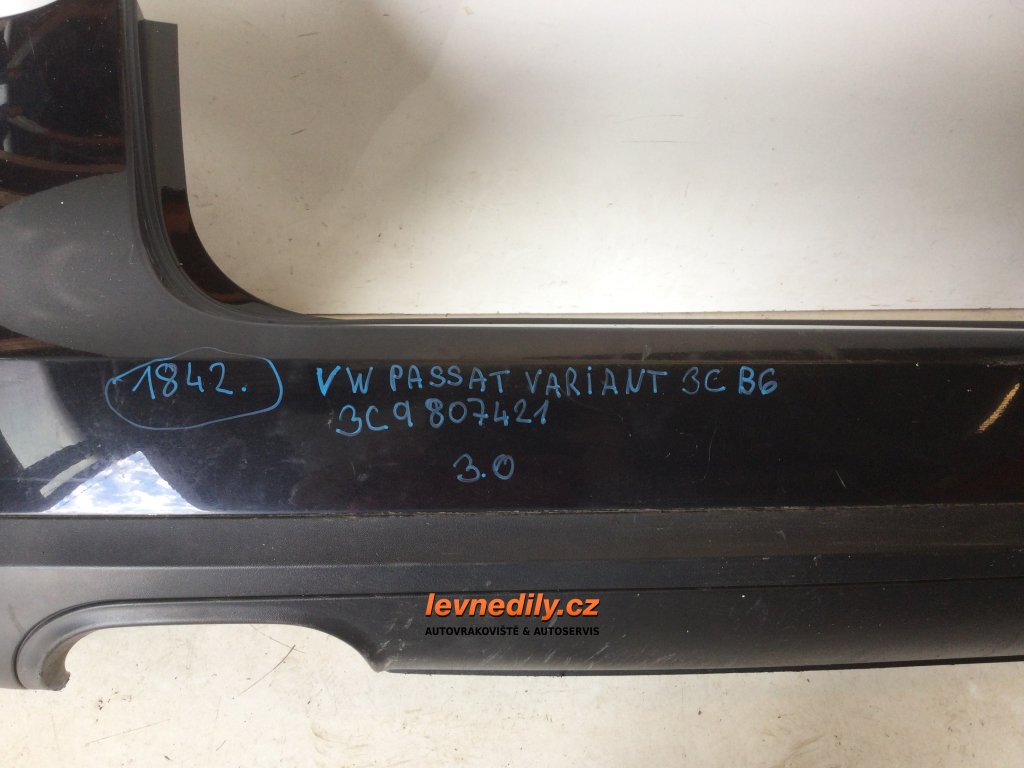 1842. VW PASSAT VARIANT 3C B6
3C9807421
3.0
levnedily.cz
AUTOVRAKOVIŠTĚ & AUTOSERVIS